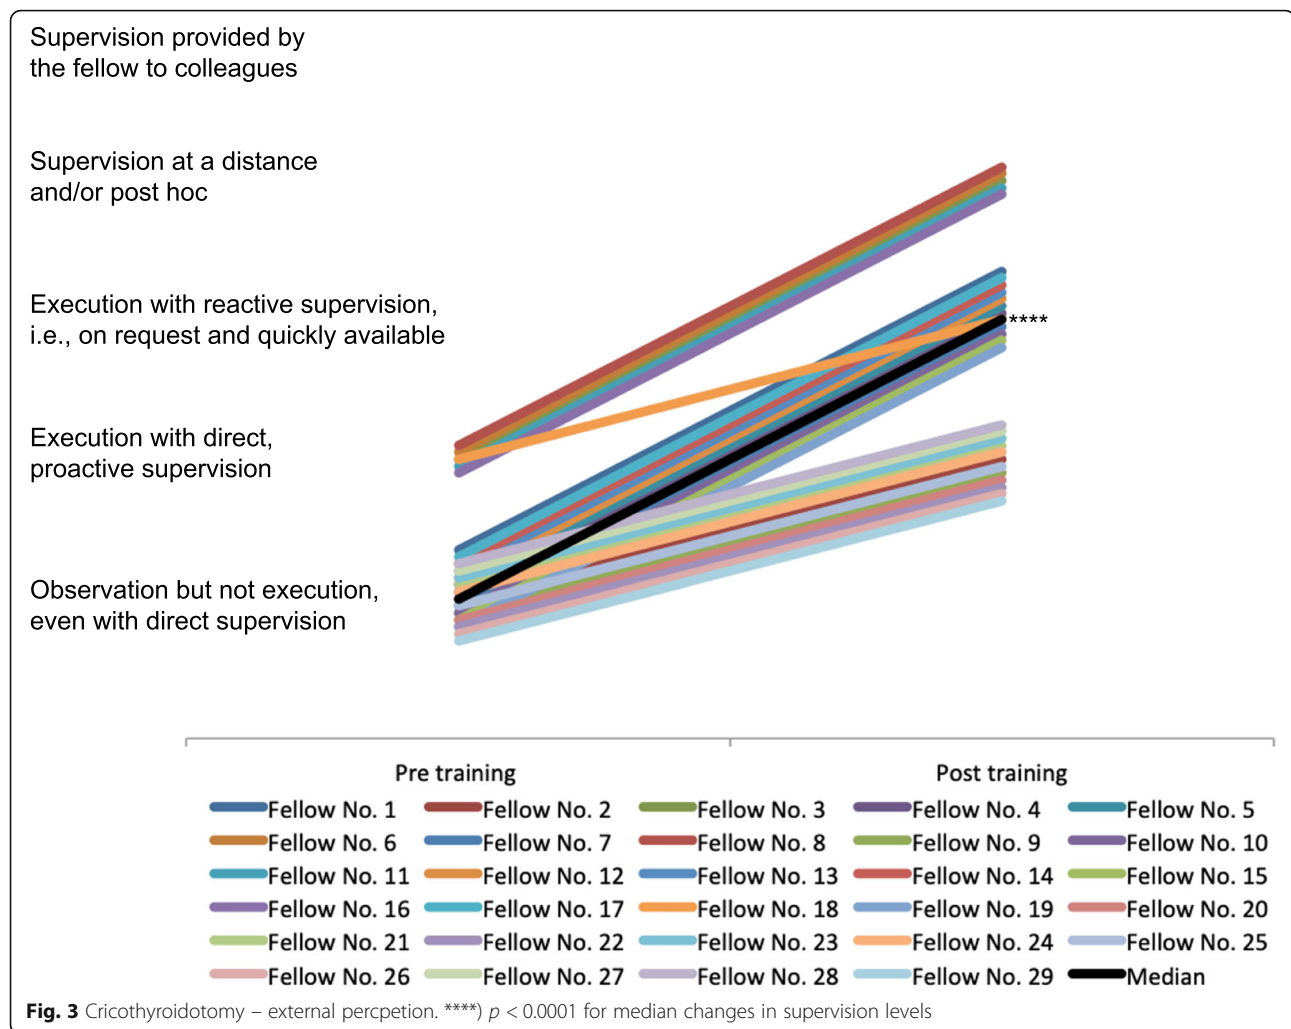 Supervision provided by
the fellow to colleagues
Supervision at a distance
and/or post hoc
Execution with reactive supervision,
i.e., on request and quickly available
****
Execution with direct,
proactive supervision
Observation but not execution,
even with direct supervision
Pre training Post training
Fellow No. 1 Fellow No. 2 Fellow No. 3 Fellow No. 4 Fellow No. 5
Fellow No. 6 Fellow No. 7 Fellow No. 8 Fellow No. 9 Fellow No. 10
Fellow No. 11 Fellow No. 12 Fellow No. 13 Fellow No. 14 Fellow No. 15
Fellow No. 16 Fellow No. 17 Fellow No. 18 Fellow No. 19 Fellow No. 20
Fellow No. 21 Fellow No. 22 Fellow No. 23 Fellow No. 24 Fellow No. 25
Fellow No. 26 Fellow No. 27 Fellow No. 28 Fellow No. 29 Median
Fig. 3 Cricothyroidotomy – external percpetion. ****) p < 0.0001 for median changes in supervision levels